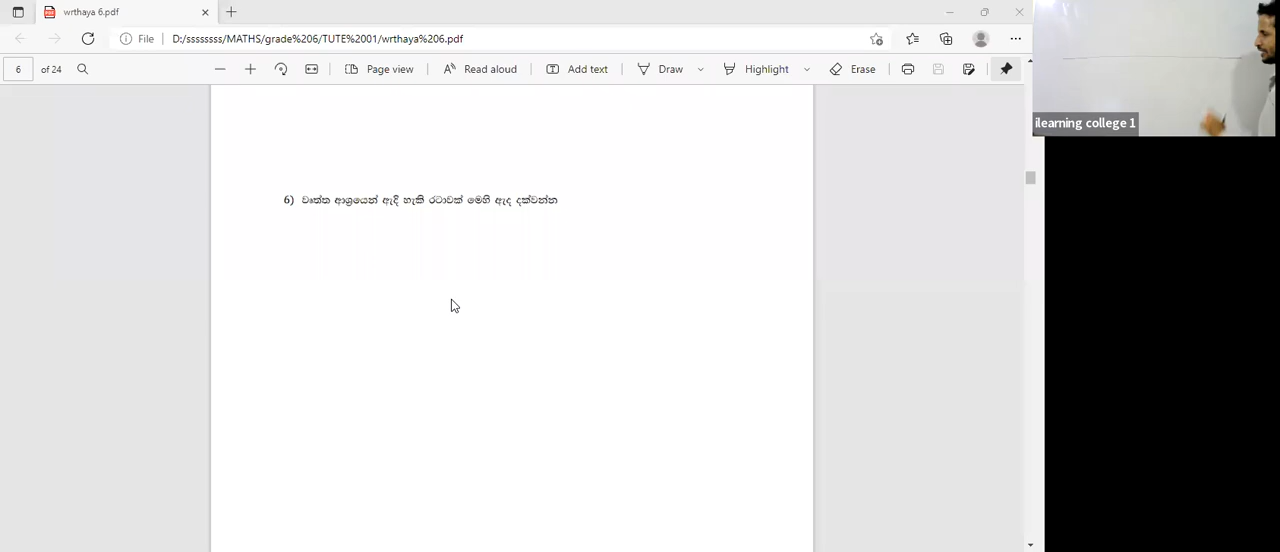 wrthaya 6.pdf
File D:/ssssssss/MATHS/grade%206/TUTE%2001/wrthaya%206.pdf
6 of 24 Page view Read aloud Add text Draw Highlight Erase
ilearning college 1
6) වෘත්ත ආශ්‍රයෙන් ඇඳි හැකි රටාවක් මෙහි ඇඳ දක්වන්න